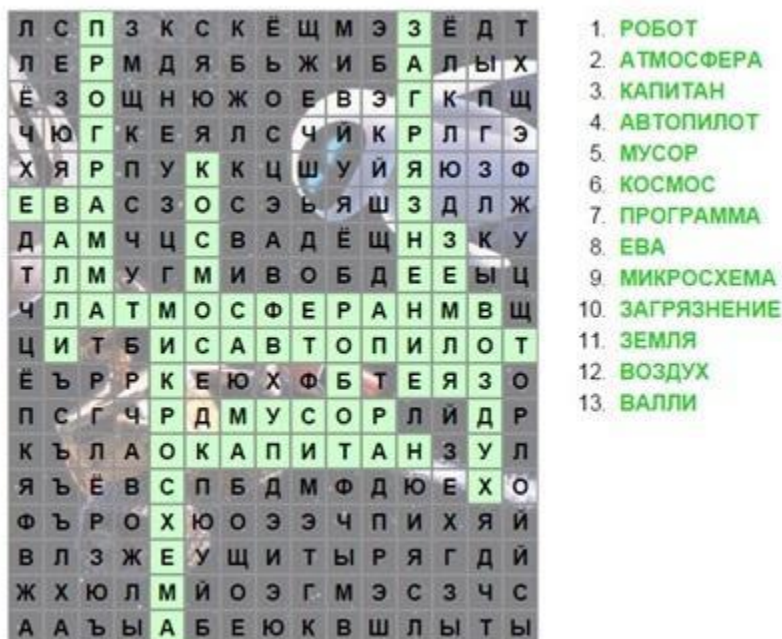 Л С П З К С К Ё Щ М Э З Ё Д Т
Л Е Р М Д Я Б Ь Ж И Б А Л Ы Х
Ё З О Щ Н Ю Ж О Е В Э Г К П Щ
Ч Ю Г К Е Я Л С Ч Й К Р Л Г Э
Х Я Р П У К К Ц Ш У Й Я Ю З Ф
Е В А С З О С Э Ь Я Ш З Д Л Ж
Д А М Ч Ц С В А Д Ё Щ Н З К У
Т Л М У Г М И В О Б Д Е Е Ы Ц
Ч Л А Т М О С Ф Е Р А Н М В Щ
Ц И Т Б И С А В Т О П И Л О Т
Ё Ъ Р Р К Е Ю Х Ф Б Т Е Я З О
П С Г Ч Р Д М У С О Р Л Й Д Р
К Ъ Л А О К А П И Т А Н З У Л
Я Ъ Ё В С П Б Д М Ф Д Ю Е Х О
Ф Ъ Р О Х Ю О Э Э Ч П И Х Я Й
В Л З Ж Е У Щ И Т Ы Р Я Г Д Й
Ж Х Ю Л М Й О Э Г М Э С З Ч С
А А Ъ Ы А Б Е Ю К В Ш Л Ы Т Ы
1. РОБОТ
2. АТМОСФЕРА
3. КАПИТАН
4. АВТОПИЛОТ
5. МУСОР
6. КОСМОС
7. ПРОГРАММА
8. ЕВА
9. МИКРОСХЕМА
10. ЗАГРЯЗНЕНИЕ
11. ЗЕМЛЯ
12. ВОЗДУХ
13. ВАЛЛИ